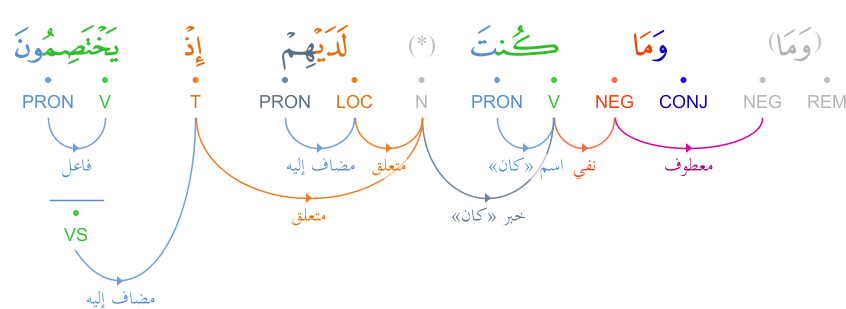 (وَمَا) وَمَا كُنتَ (*) لَدَيْهِمْ إِذْ يَخْتَصِمُونَ
REM NEG CONJ NEG V PRON N LOC PRON T V PRON
معطوف نفي اسم «كان» متعلق مضاف إليه فاعل
خبر «كان» متعلق
VS
مضاف إليه